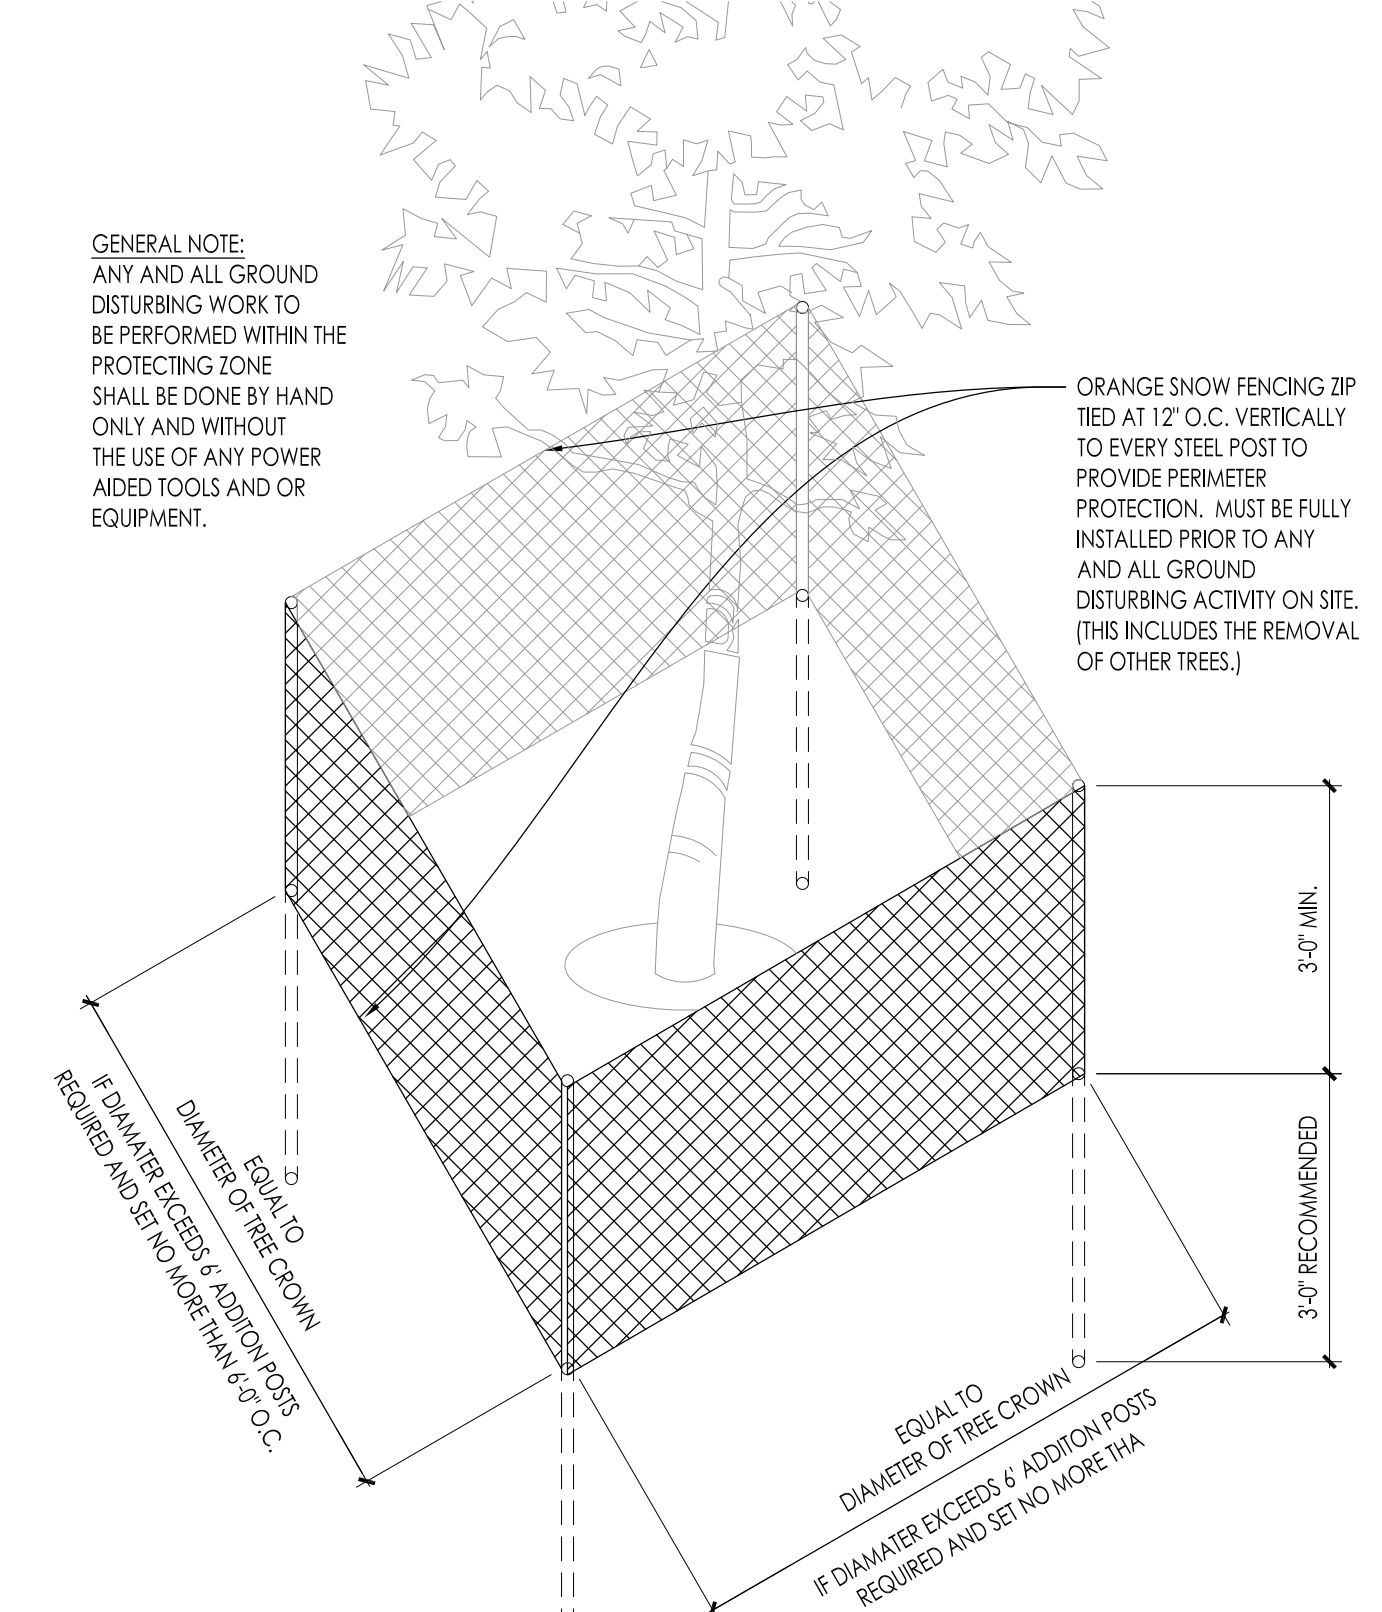 GENERAL NOTE:
ANY AND ALL GROUND
DISTURBING WORK TO
BE PERFORMED WITHIN THE
PROTECTING ZONE
SHALL BE DONE BY HAND
ONLY AND WITHOUT
THE USE OF ANY POWER
AIDED TOOLS AND OR
EQUIPMENT.
ORANGE SNOW FENCING ZIP
TIED AT 12" O.C. VERTICALLY
TO EVERY STEEL POST TO
PROVIDE PERIMETER
PROTECTION. MUST BE FULLY
INSTALLED PRIOR TO ANY
AND ALL GROUND
DISTURBING ACTIVITY ON SITE.
(THIS INCLUDES THE REMOVAL
OF OTHER TREES.)
3'-0" MIN.
3'-0" RECOMMENDED
EQUAL TO
DIAMETER OF TREE CROWN
IF DIAMATER EXCEEDS 6' ADDITON POSTS
REQUIRED AND SET NO MORE THAN 6'-0" O.C.
EQUAL TO
DIAMETER OF TREE CROWN
IF DIAMATER EXCEEDS 6' ADDITON POSTS
REQUIRED AND SET NO MORE THA